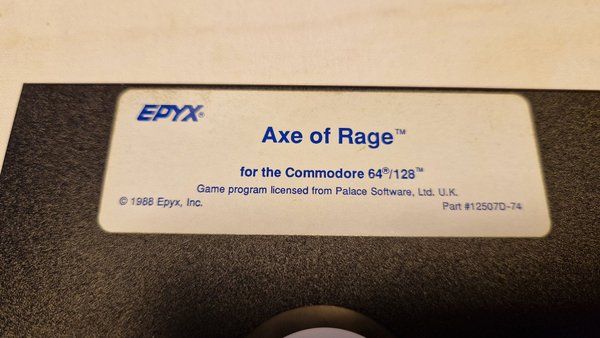 EPYX®
Axe of Rage™
for the Commodore 64®/128™
Game program licensed from Palace Software, Ltd. U.K.
© 1988 Epyx, Inc.
Part #12507D-74